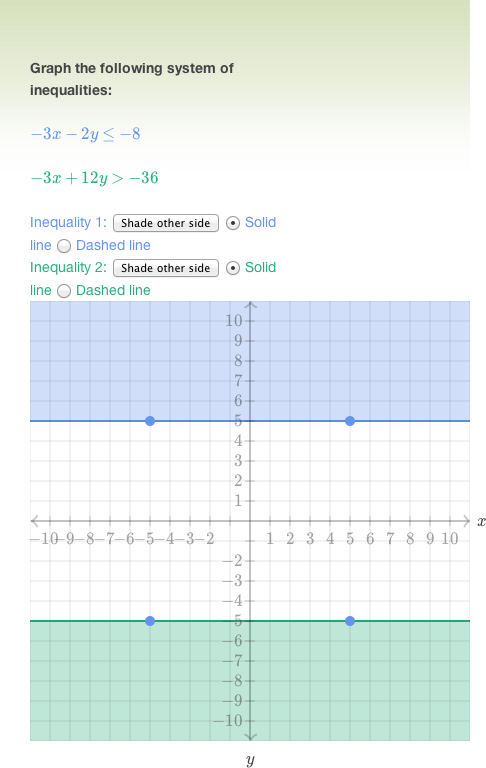 Graph the following system of
inequalities:
−3x − 2y ≤ −8
−3x + 12y > −36
Inequality 1: Shade other side Solid
line Dashed line
Inequality 2: Shade other side Solid
line Dashed line
10
9
8
7
6
5
4
3
2
1
x
−10 −9 −8 −7 −6 −5 −4 −3 −2 1 2 3 4 5 6 7 8 9 10
−2
−3
−4
−5
−6
−7
−8
−9
−10
y